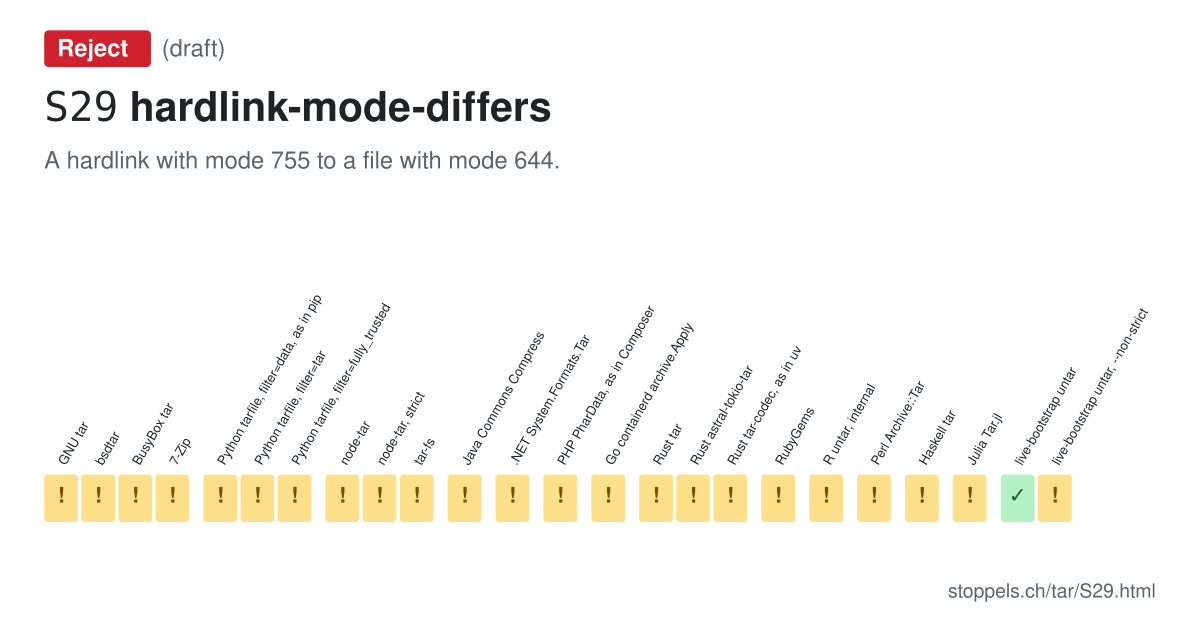 Reject (draft)
S29 hardlink-mode-differs
A hardlink with mode 755 to a file with mode 644.
GNU tar
bsdtar
BusyBox tar
7-Zip
Python tarfile, filter=data, as in pip
Python tarfile, filter=tar
Python tarfile, filter=fully_trusted
node-tar
node-tar, strict
tar-fs
Java Commons Compress
.NET System.Formats.Tar
PHP PharData, as in Composer
Go containerd archive.Apply
Rust tar
Rust astral-tokio-tar
Rust tar-codec, as in uv
RubyGems
R untar, internal
Perl Archive::Tar
Haskell tar
Julia Tar.jl
live-bootstrap untar
live-bootstrap untar, --non-strict
! ! ! ! ! ! ! ! ! ! ! ! ! ! ! ! ! ! ! ! ! ! ✓ !
stoppels.ch/tar/S29.html